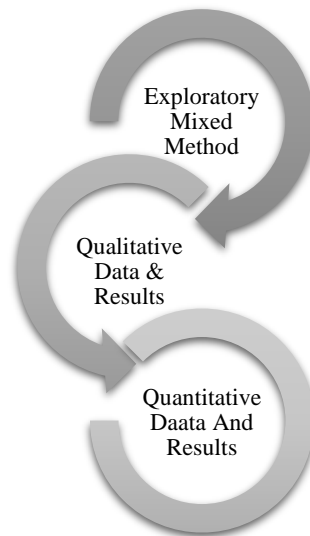 Exploratory
Mixed
Method
Qualitative
Data &
Results
Quantitative
Daata And
Results